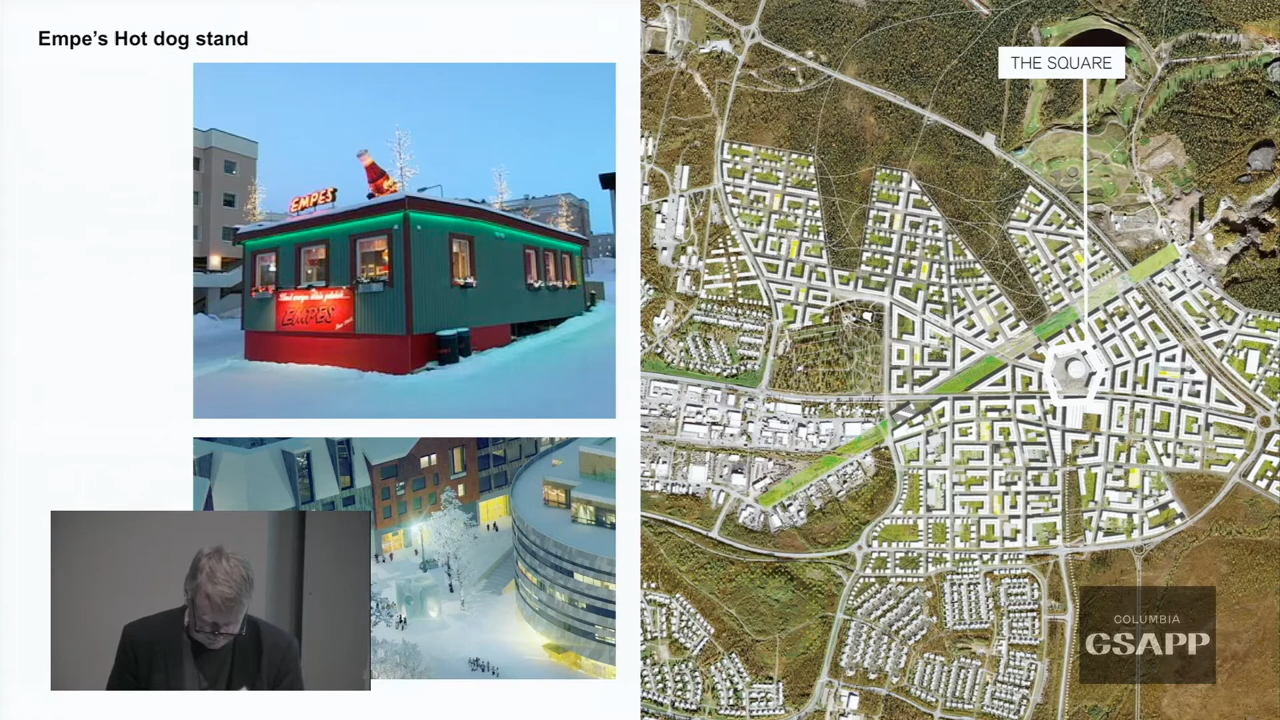 Empe's Hot dog stand
EMPES
EMPES
THE SQUARE
COLUMBIA
GSAPP